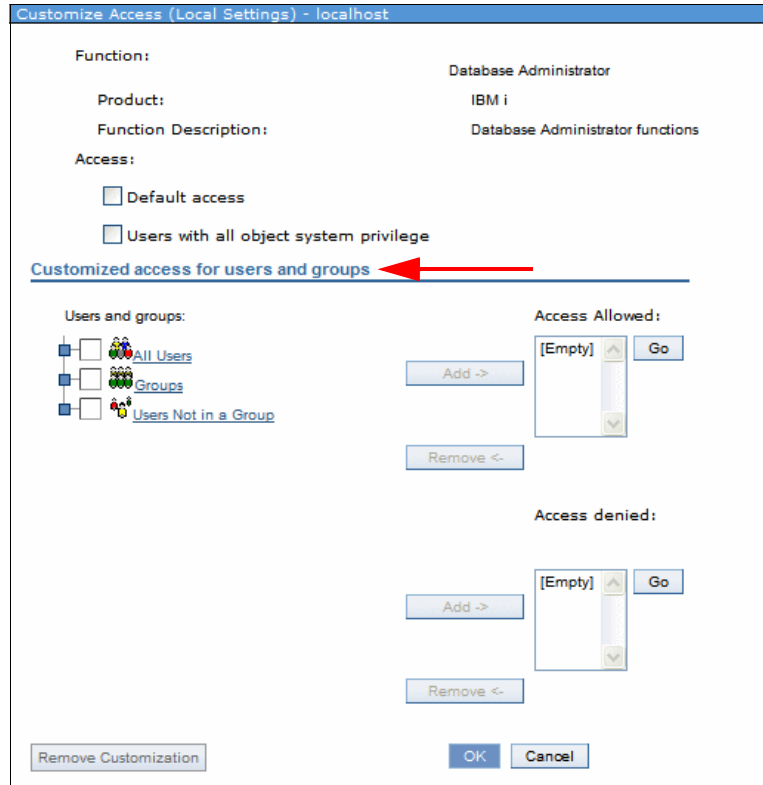 Customize Access (Local Settings) - localhost
Function:
Database Administrator
Product:
IBM i
Function Description:
Database Administrator functions
Access:
Default access
Users with all object system privilege
Customized access for users and groups
Users and groups:
Access Allowed:
All Users
Groups
Users Not in a Group
Add ->
[Empty]
Go
Remove <-
Access denied:
Add ->
[Empty]
Go
Remove <-
Remove Customization
OK
Cancel